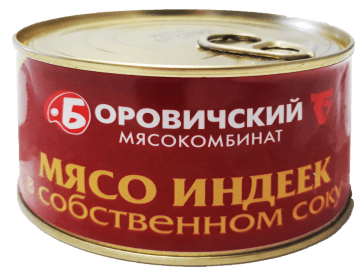 БОРОВИЧСКИЙ
МЯСОКОМБИНАТ
МЯСО ИНДЕЕК
в собственном соку